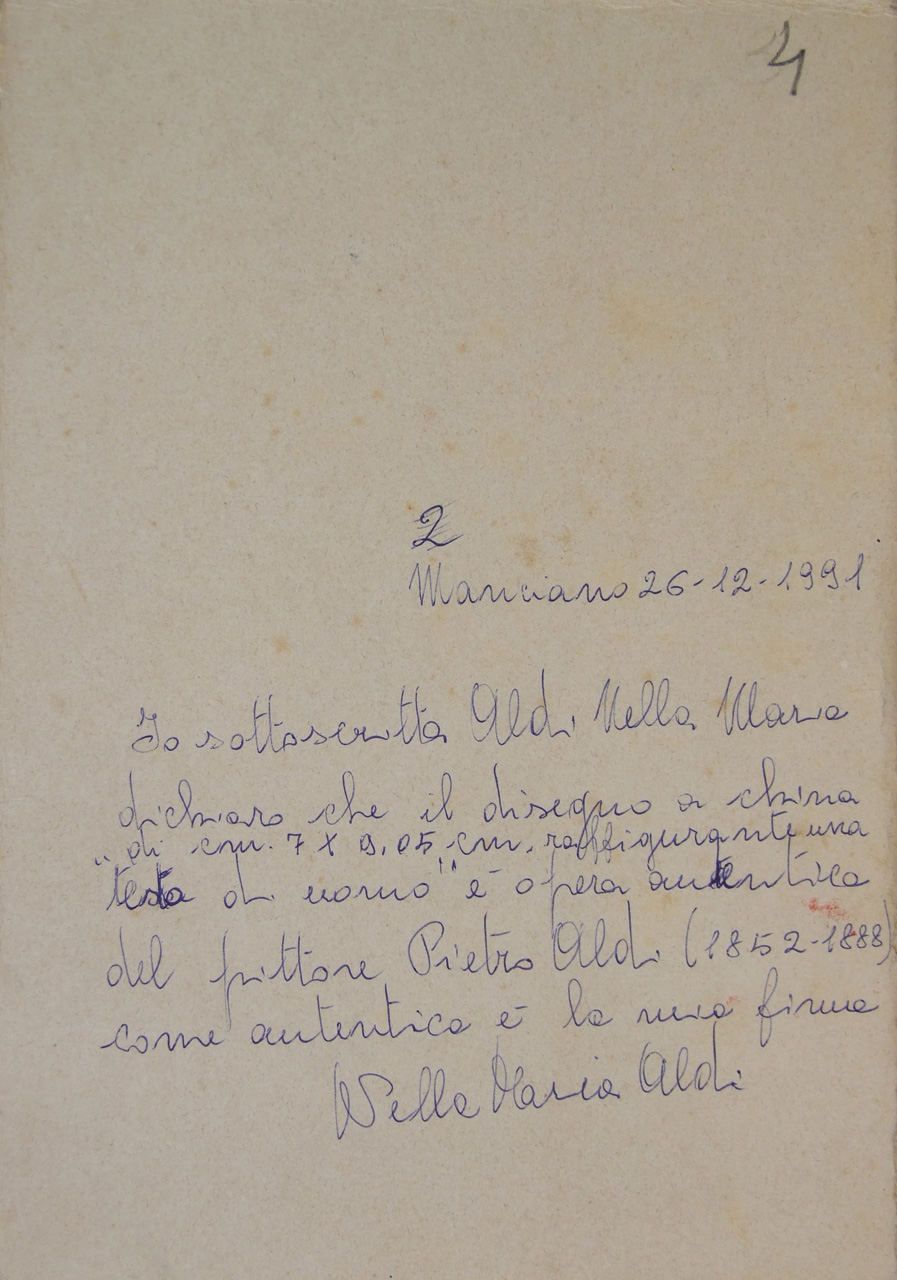 4
2
Manciano 26-12-1991
Io sottoscritta Aldi Nella Maria
dichiaro che il disegno a china
"di cm. 7 x 9,05 cm. raffigurante una
testa di uomo" è opera autentica
del pittore Pietro Aldi (1852-1888)
come autentica è la mia firma
Nella Maria Aldi